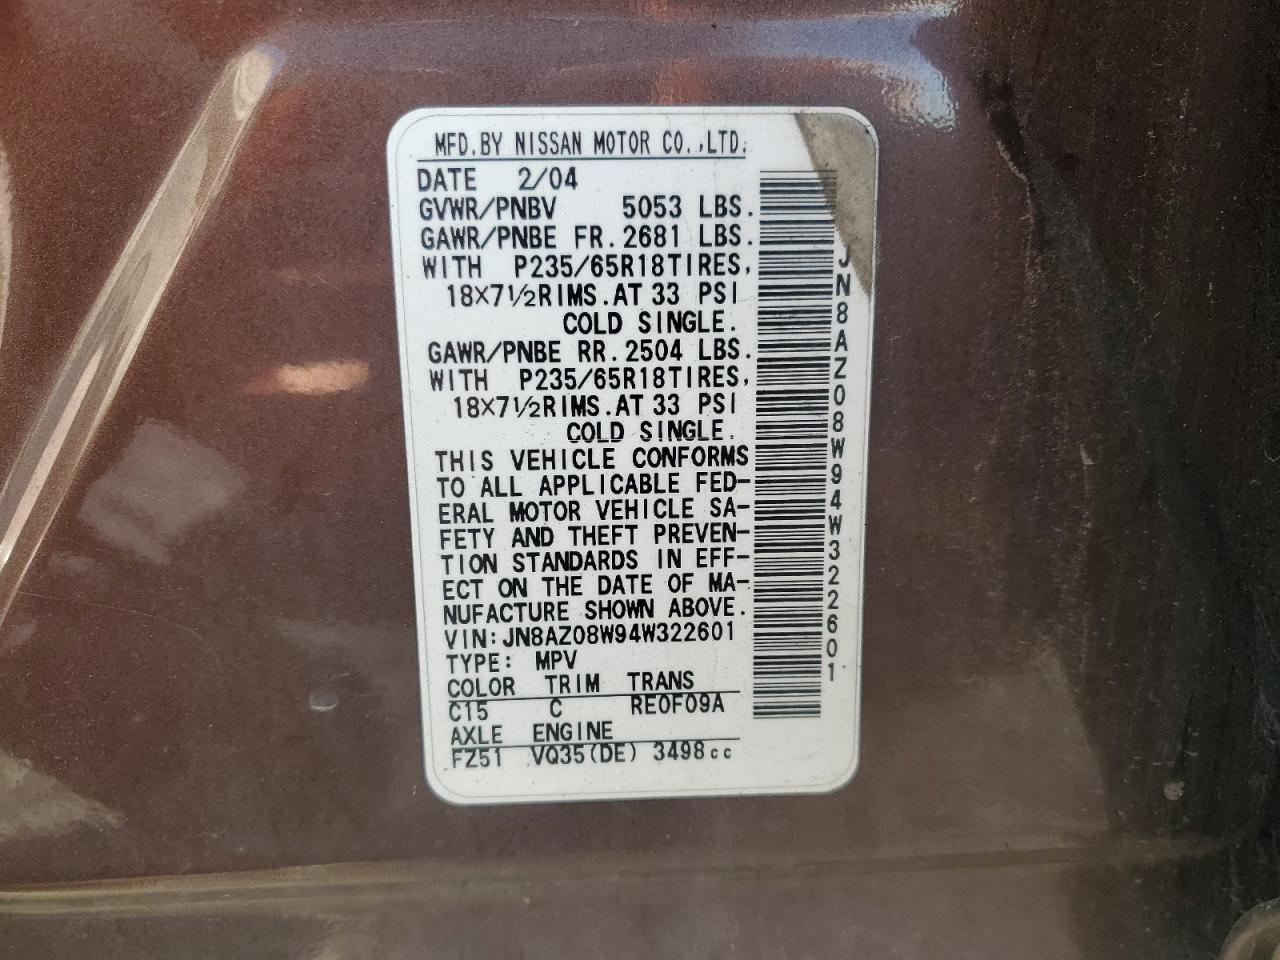 MFD.BY NISSAN MOTOR CO.,LTD.
DATE 2/04
GVWR/PNBV 5053 LBS.
GAWR/PNBE FR.2681 LBS.
WITH P235/65R18TIRES,
18×7½RIMS.AT 33 PSI
COLD SINGLE.
GAWR/PNBE RR.2504 LBS.
WITH P235/65R18TIRES,
18×7½RIMS.AT 33 PSI
COLD SINGLE.
THIS VEHICLE CONFORMS
TO ALL APPLICABLE FED-
ERAL MOTOR VEHICLE SA-
FETY AND THEFT PREVEN-
TION STANDARDS IN EFF-
ECT ON THE DATE OF MA-
NUFACTURE SHOWN ABOVE.
VIN:JN8AZ08W94W322601
TYPE: MPV
COLOR TRIM TRANS
C15 C RE0F09A
AXLE ENGINE
FZ51 VQ35(DE) 3498cc
JN8AZ08W94W322601